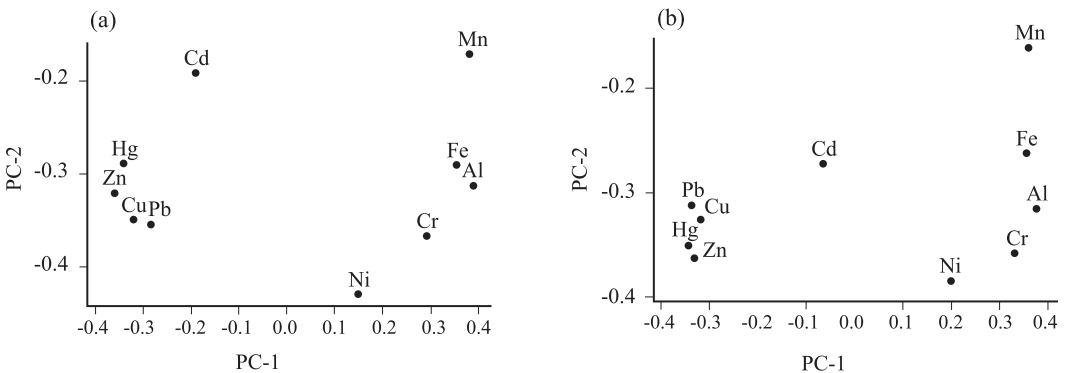 (a)
Mn
Cd
-0.2
Hg
Fe
-0.3
Zn
Al
Cu Pb
Cr
-0.4
Ni
PC-2
-0.4 -0.3 -0.2 -0.1 0.0 0.1 0.2 0.3 0.4
PC-1
(b)
Mn
-0.2
Fe
Cd
-0.3
Pb
Al
Cu
Hg
Cr
Zn
Ni
-0.4
PC-2
-0.4 -0.3 -0.2 -0.1 0.0 0.1 0.2 0.3 0.4
PC-1